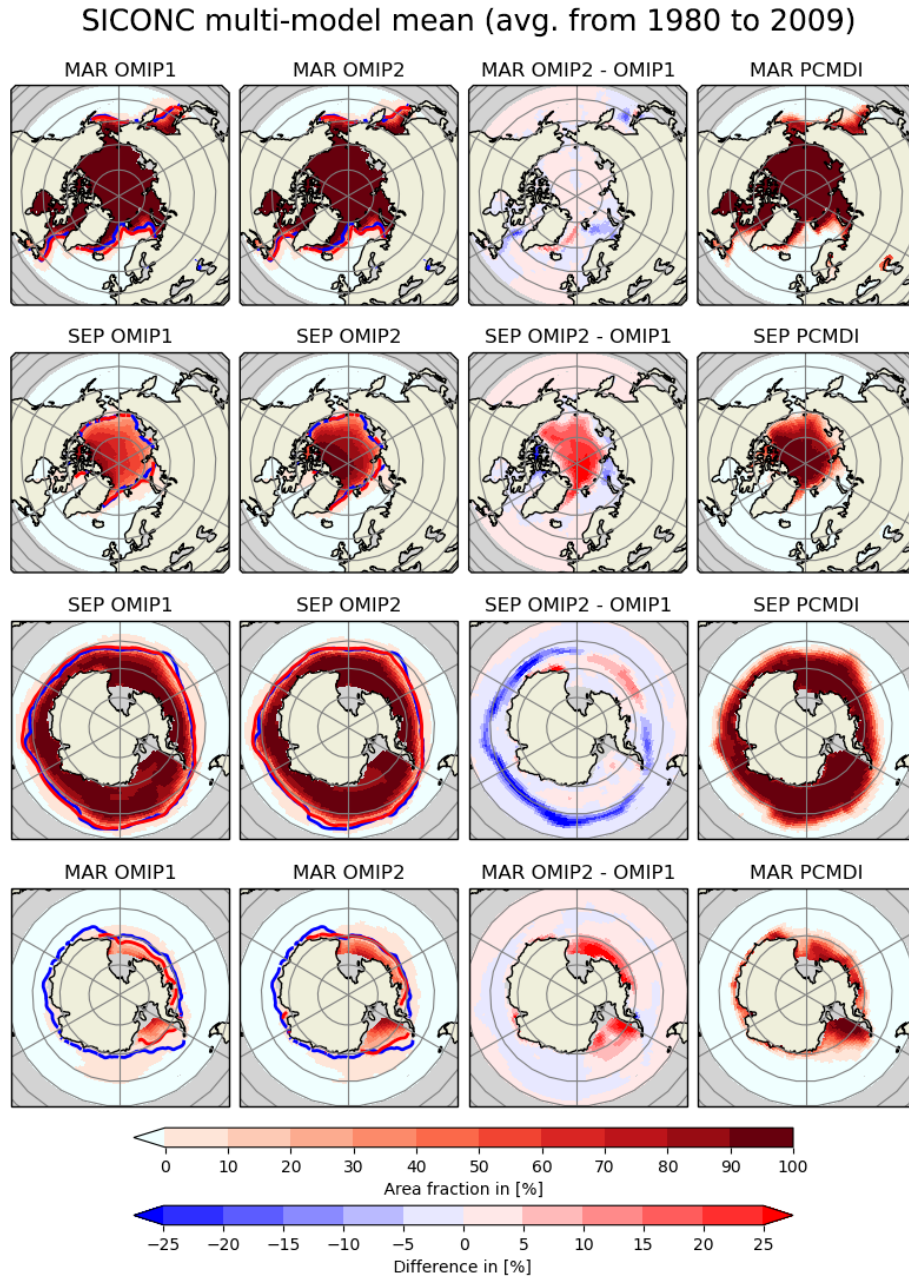 SICONC multi-model mean (avg. from 1980 to 2009)
MAR OMIP1 MAR OMIP2 MAR OMIP2 - OMIP1 MAR PCMDI
SEP OMIP1 SEP OMIP2 SEP OMIP2 - OMIP1 SEP PCMDI
SEP OMIP1 SEP OMIP2 SEP OMIP2 - OMIP1 SEP PCMDI
MAR OMIP1 MAR OMIP2 MAR OMIP2 - OMIP1 MAR PCMDI
0 10 20 30 40 50 60 70 80 90 100
Area fraction in [%]
−25 −20 −15 −10 −5 0 5 10 15 20 25
Difference in [%]